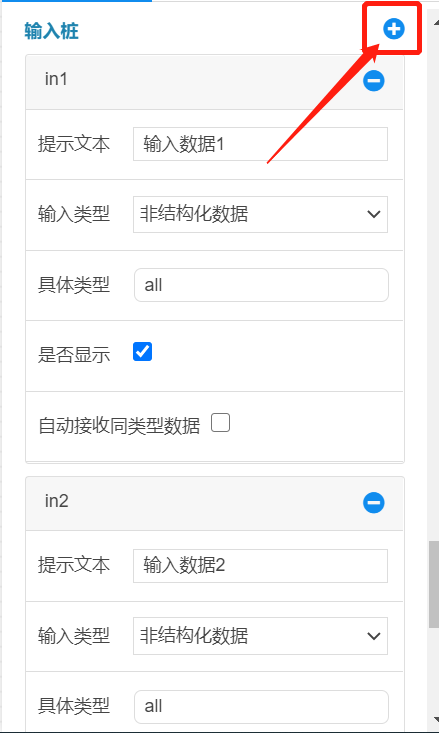 输入桩
in1
提示文本 输入数据1
输入类型 非结构化数据
具体类型 all
是否显示
自动接收同类型数据
in2
提示文本 输入数据2
输入类型 非结构化数据
具体类型 all